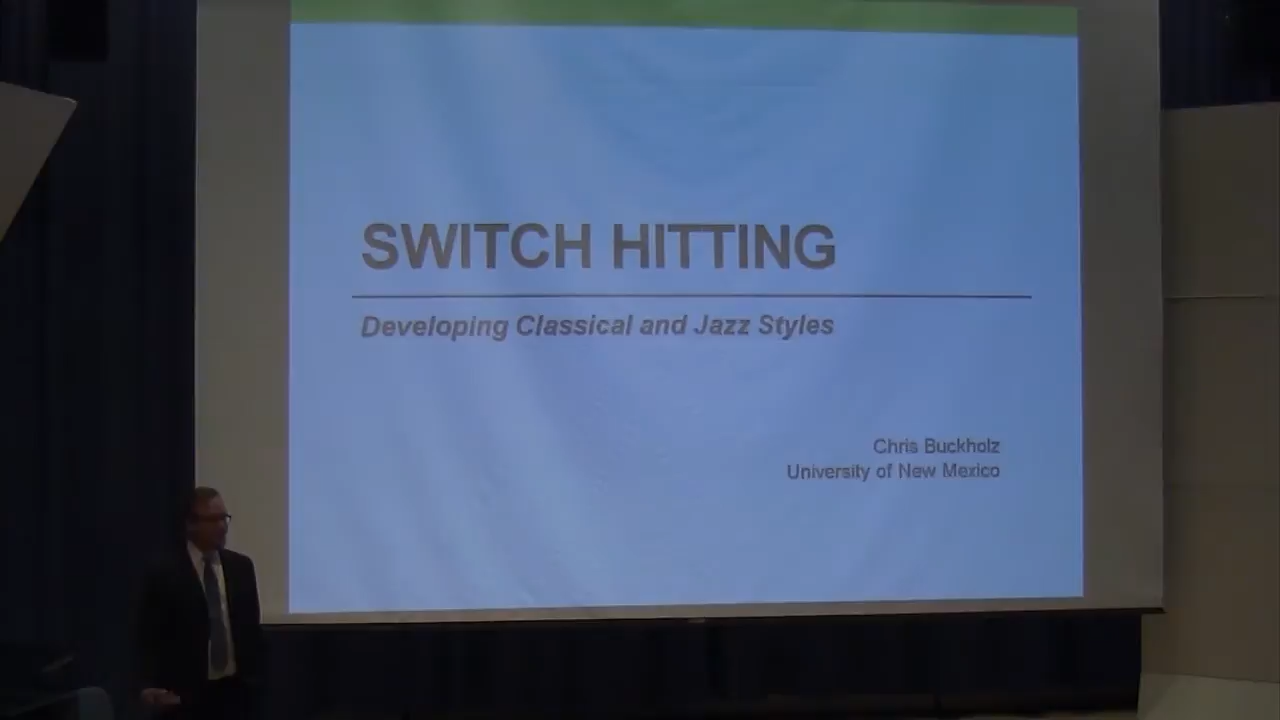 SWITCH HITTING
Developing Classical and Jazz Styles
Chris Buckholz
University of New Mexico